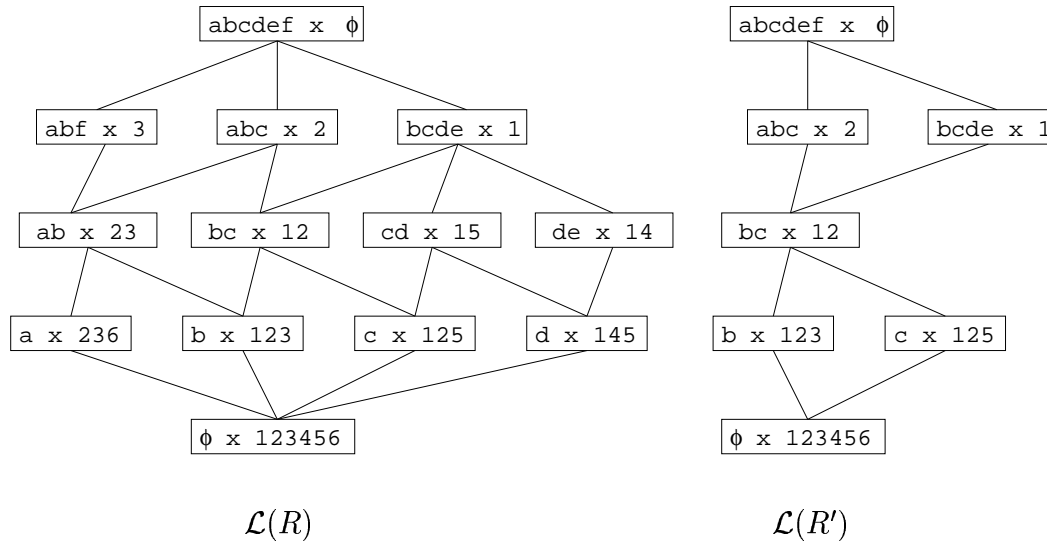 abcdef x ϕ abcdef x ϕ
abf x 3 abc x 2 bcde x 1 abc x 2 bcde x 1
ab x 23 bc x 12 cd x 15 de x 14 bc x 12
a x 236 b x 123 c x 125 d x 145 b x 123 c x 125
ϕ x 123456 ϕ x 123456
ℒ(R) ℒ(R′)